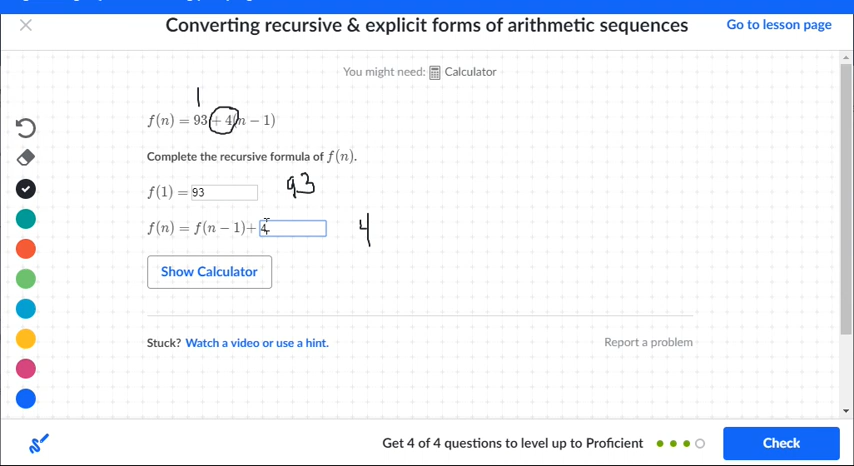 Converting recursive & explicit forms of arithmetic sequences
Go to lesson page
You might need: Calculator
1
f(n) = 93 + 4(n − 1)
Complete the recursive formula of f(n).
f(1) = 93
93
f(n) = f(n − 1)+ 4
4
Show Calculator
Stuck? Watch a video or use a hint.
Report a problem
Get 4 of 4 questions to level up to Proficient
Check